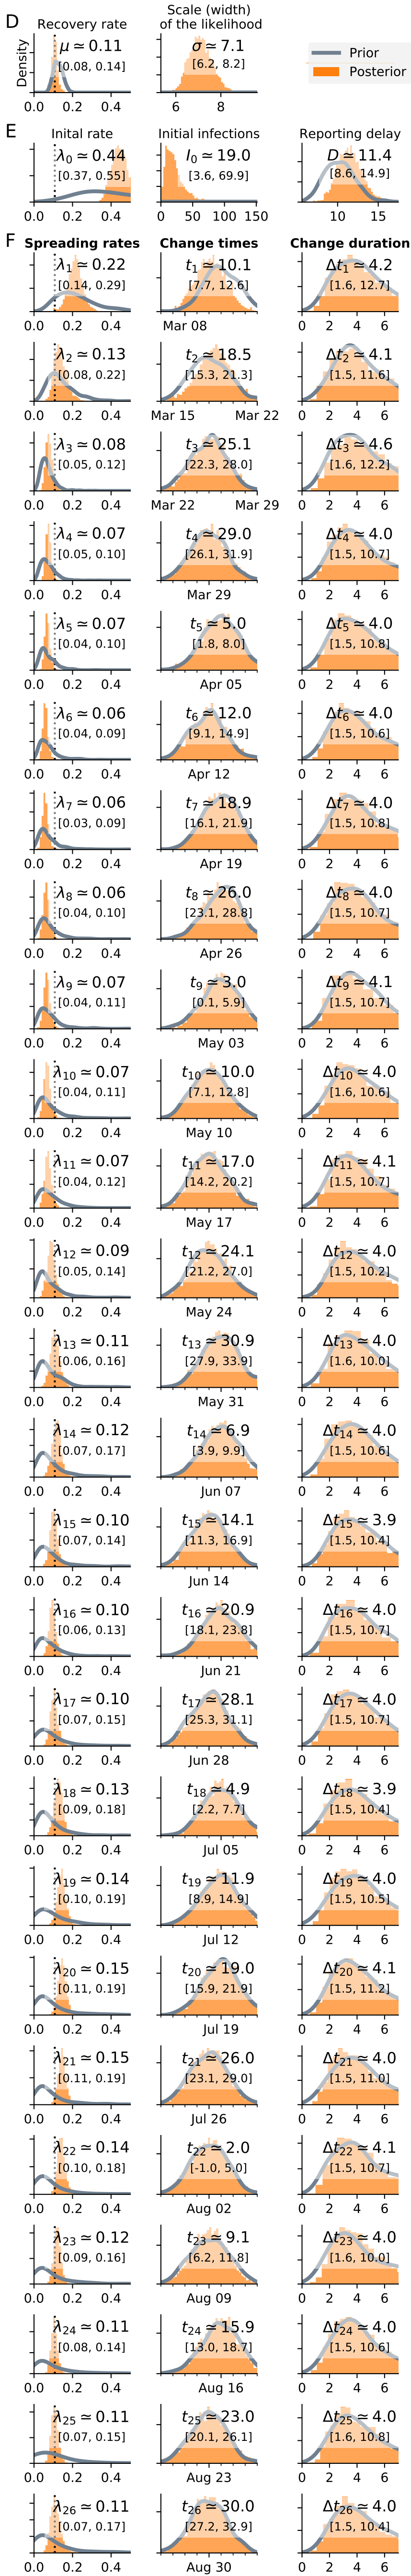 D
Recovery rate
Scale (width)
of the likelihood
Density
μ ≃ 0.11
[0.08, 0.14]
σ ≃ 7.1
[6.2, 8.2]
Prior
Posterior
0.0 0.2 0.4
6 8
E
Inital rate
Initial infections
Reporting delay
λ0 ≃ 0.44
[0.37, 0.55]
I0 ≃ 19.0
[3.6, 69.9]
D ≃ 11.4
[8.6, 14.9]
0.0 0.2 0.4
0 50 100 150
10 15
F
Spreading rates
Change times
Change duration
λ1 ≃ 0.22
[0.14, 0.29]
t1 ≃ 10.1
[7.7, 12.6]
Δt1 ≃ 4.2
[1.6, 12.7]
0.0 0.2 0.4
Mar 08
0 2 4 6
λ2 ≃ 0.13
[0.08, 0.22]
t2 ≃ 18.5
[15.3, 21.3]
Δt2 ≃ 4.1
[1.5, 11.6]
0.0 0.2 0.4
Mar 15 Mar 22
0 2 4 6
λ3 ≃ 0.08
[0.05, 0.12]
t3 ≃ 25.1
[22.3, 28.0]
Δt3 ≃ 4.6
[1.6, 12.2]
0.0 0.2 0.4
Mar 22 Mar 29
0 2 4 6
λ4 ≃ 0.07
[0.05, 0.10]
t4 ≃ 29.0
[26.1, 31.9]
Δt4 ≃ 4.0
[1.5, 10.7]
0.0 0.2 0.4
Mar 29
0 2 4 6
λ5 ≃ 0.07
[0.04, 0.10]
t5 ≃ 5.0
[1.8, 8.0]
Δt5 ≃ 4.0
[1.5, 10.8]
0.0 0.2 0.4
Apr 05
0 2 4 6
λ6 ≃ 0.06
[0.04, 0.09]
t6 ≃ 12.0
[9.1, 14.9]
Δt6 ≃ 4.0
[1.5, 10.6]
0.0 0.2 0.4
Apr 12
0 2 4 6
λ7 ≃ 0.06
[0.03, 0.09]
t7 ≃ 18.9
[16.1, 21.9]
Δt7 ≃ 4.0
[1.5, 10.8]
0.0 0.2 0.4
Apr 19
0 2 4 6
λ8 ≃ 0.06
[0.04, 0.10]
t8 ≃ 26.0
[23.1, 28.8]
Δt8 ≃ 4.0
[1.5, 10.7]
0.0 0.2 0.4
Apr 26
0 2 4 6
λ9 ≃ 0.07
[0.04, 0.11]
t9 ≃ 3.0
[0.1, 5.9]
Δt9 ≃ 4.1
[1.5, 10.7]
0.0 0.2 0.4
May 03
0 2 4 6
λ10 ≃ 0.07
[0.04, 0.11]
t10 ≃ 10.0
[7.1, 12.8]
Δt10 ≃ 4.0
[1.6, 10.6]
0.0 0.2 0.4
May 10
0 2 4 6
λ11 ≃ 0.07
[0.04, 0.12]
t11 ≃ 17.0
[14.2, 20.2]
Δt11 ≃ 4.1
[1.5, 10.7]
0.0 0.2 0.4
May 17
0 2 4 6
λ12 ≃ 0.09
[0.05, 0.14]
t12 ≃ 24.1
[21.2, 27.0]
Δt12 ≃ 4.0
[1.5, 10.2]
0.0 0.2 0.4
May 24
0 2 4 6
λ13 ≃ 0.11
[0.06, 0.16]
t13 ≃ 30.9
[27.9, 33.9]
Δt13 ≃ 4.0
[1.6, 10.0]
0.0 0.2 0.4
May 31
0 2 4 6
λ14 ≃ 0.12
[0.07, 0.17]
t14 ≃ 6.9
[3.9, 9.9]
Δt14 ≃ 4.0
[1.5, 10.6]
0.0 0.2 0.4
Jun 07
0 2 4 6
λ15 ≃ 0.10
[0.07, 0.14]
t15 ≃ 14.1
[11.3, 16.9]
Δt15 ≃ 3.9
[1.5, 10.4]
0.0 0.2 0.4
Jun 14
0 2 4 6
λ16 ≃ 0.10
[0.06, 0.13]
t16 ≃ 20.9
[18.1, 23.8]
Δt16 ≃ 4.0
[1.5, 10.7]
0.0 0.2 0.4
Jun 21
0 2 4 6
λ17 ≃ 0.10
[0.07, 0.15]
t17 ≃ 28.1
[25.3, 31.1]
Δt17 ≃ 4.0
[1.5, 10.7]
0.0 0.2 0.4
Jun 28
0 2 4 6
λ18 ≃ 0.13
[0.09, 0.18]
t18 ≃ 4.9
[2.2, 7.7]
Δt18 ≃ 3.9
[1.5, 10.4]
0.0 0.2 0.4
Jul 05
0 2 4 6
λ19 ≃ 0.14
[0.10, 0.19]
t19 ≃ 11.9
[8.9, 14.9]
Δt19 ≃ 4.0
[1.5, 10.5]
0.0 0.2 0.4
Jul 12
0 2 4 6
λ20 ≃ 0.15
[0.11, 0.19]
t20 ≃ 19.0
[15.9, 21.9]
Δt20 ≃ 4.1
[1.5, 11.2]
0.0 0.2 0.4
Jul 19
0 2 4 6
λ21 ≃ 0.15
[0.11, 0.19]
t21 ≃ 26.0
[23.1, 29.0]
Δt21 ≃ 4.0
[1.5, 11.0]
0.0 0.2 0.4
Jul 26
0 2 4 6
λ22 ≃ 0.14
[0.10, 0.18]
t22 ≃ 2.0
[-1.0, 5.0]
Δt22 ≃ 4.1
[1.5, 10.7]
0.0 0.2 0.4
Aug 02
0 2 4 6
λ23 ≃ 0.12
[0.09, 0.16]
t23 ≃ 9.1
[6.2, 11.8]
Δt23 ≃ 4.0
[1.6, 10.0]
0.0 0.2 0.4
Aug 09
0 2 4 6
λ24 ≃ 0.11
[0.08, 0.14]
t24 ≃ 15.9
[13.0, 18.7]
Δt24 ≃ 4.0
[1.5, 10.6]
0.0 0.2 0.4
Aug 16
0 2 4 6
λ25 ≃ 0.11
[0.07, 0.15]
t25 ≃ 23.0
[20.1, 26.1]
Δt25 ≃ 4.0
[1.6, 10.8]
0.0 0.2 0.4
Aug 23
0 2 4 6
λ26 ≃ 0.11
[0.07, 0.17]
t26 ≃ 30.0
[27.2, 32.9]
Δt26 ≃ 4.0
[1.5, 10.4]
0.0 0.2 0.4
Aug 30
0 2 4 6